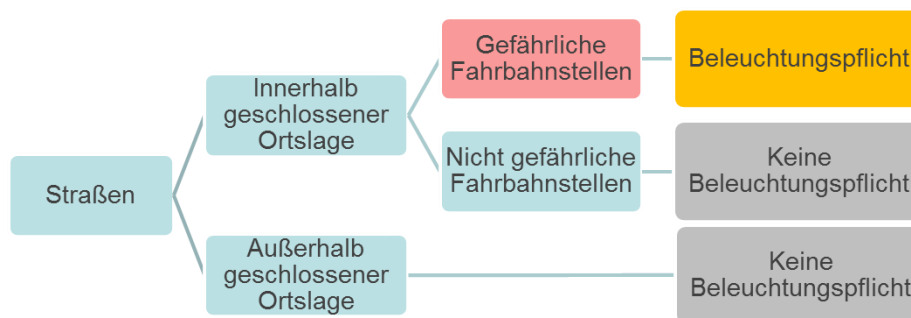 Straßen
Innerhalb
geschlossener
Ortslage
Gefährliche
Fahrbahnstellen
Beleuchtungspflicht
Nicht gefährliche
Fahrbahnstellen
Keine
Beleuchtungspflicht
Außerhalb
geschlossener
Ortslage
Keine
Beleuchtungspflicht